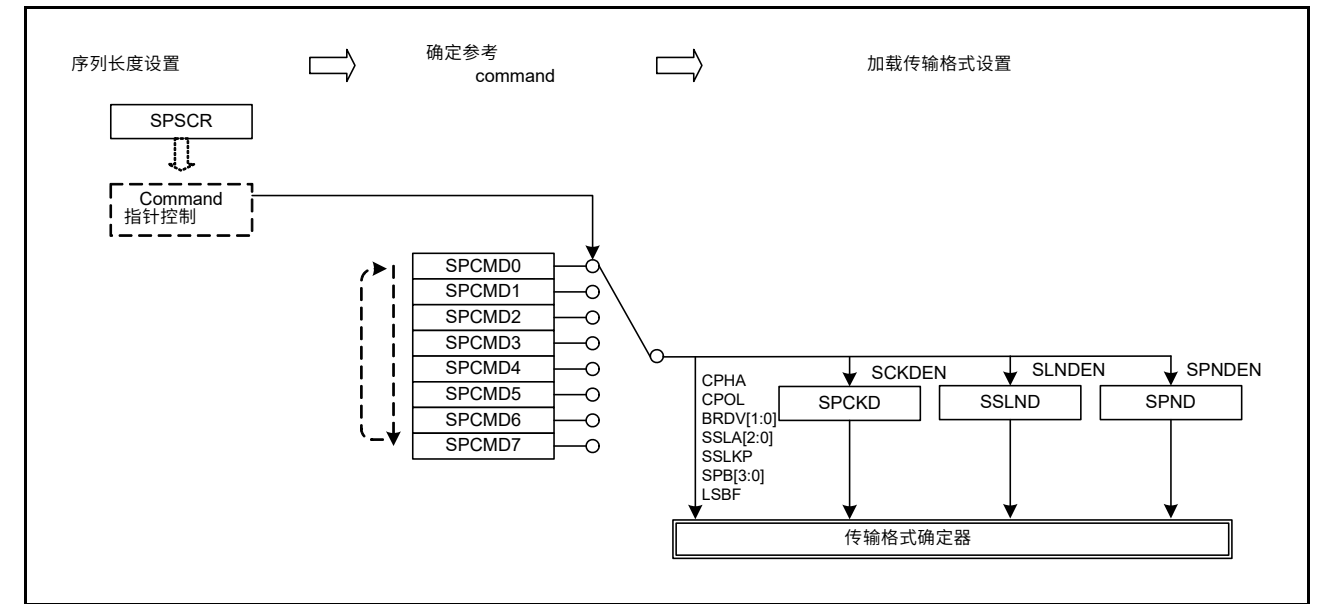 序列长度设置
确定参考
command
加载传输格式设置
SPSCR
Command
指针控制
SPCMD0
SPCMD1
SPCMD2
SPCMD3
SPCMD4
SPCMD5
SPCMD6
SPCMD7
CPHA
CPOL
BRDV[1:0]
SSLA[2:0]
SSLKP
SPB[3:0]
LSBF
SCKDEN
SPCKD
SLNDEN
SSLND
SPNDEN
SPND
传输格式确定器